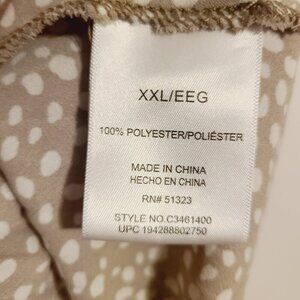 XXL/EEG
100% POLYESTER/POLIÉSTER
MADE IN CHINA
HECHO EN CHINA
RN# 51323
STYLE NO.C3461400
UPC 194288802750